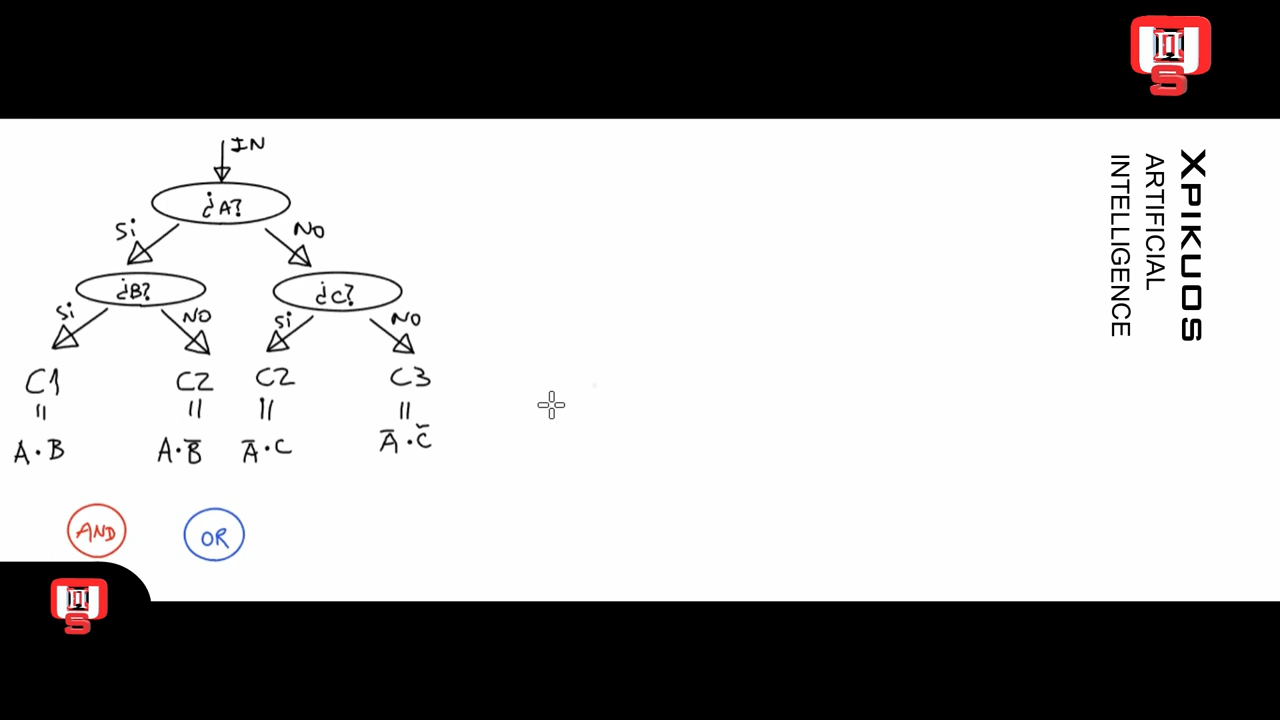 IN
¿A?
Si NO
¿B? ¿C?
Si NO Si NO
C1 C2 C2 C3
= = = =
A·B A·B̅ A̅·C A̅·C̅
AND OR
XPIKUOS
ARTIFICIAL
INTELLIGENCE